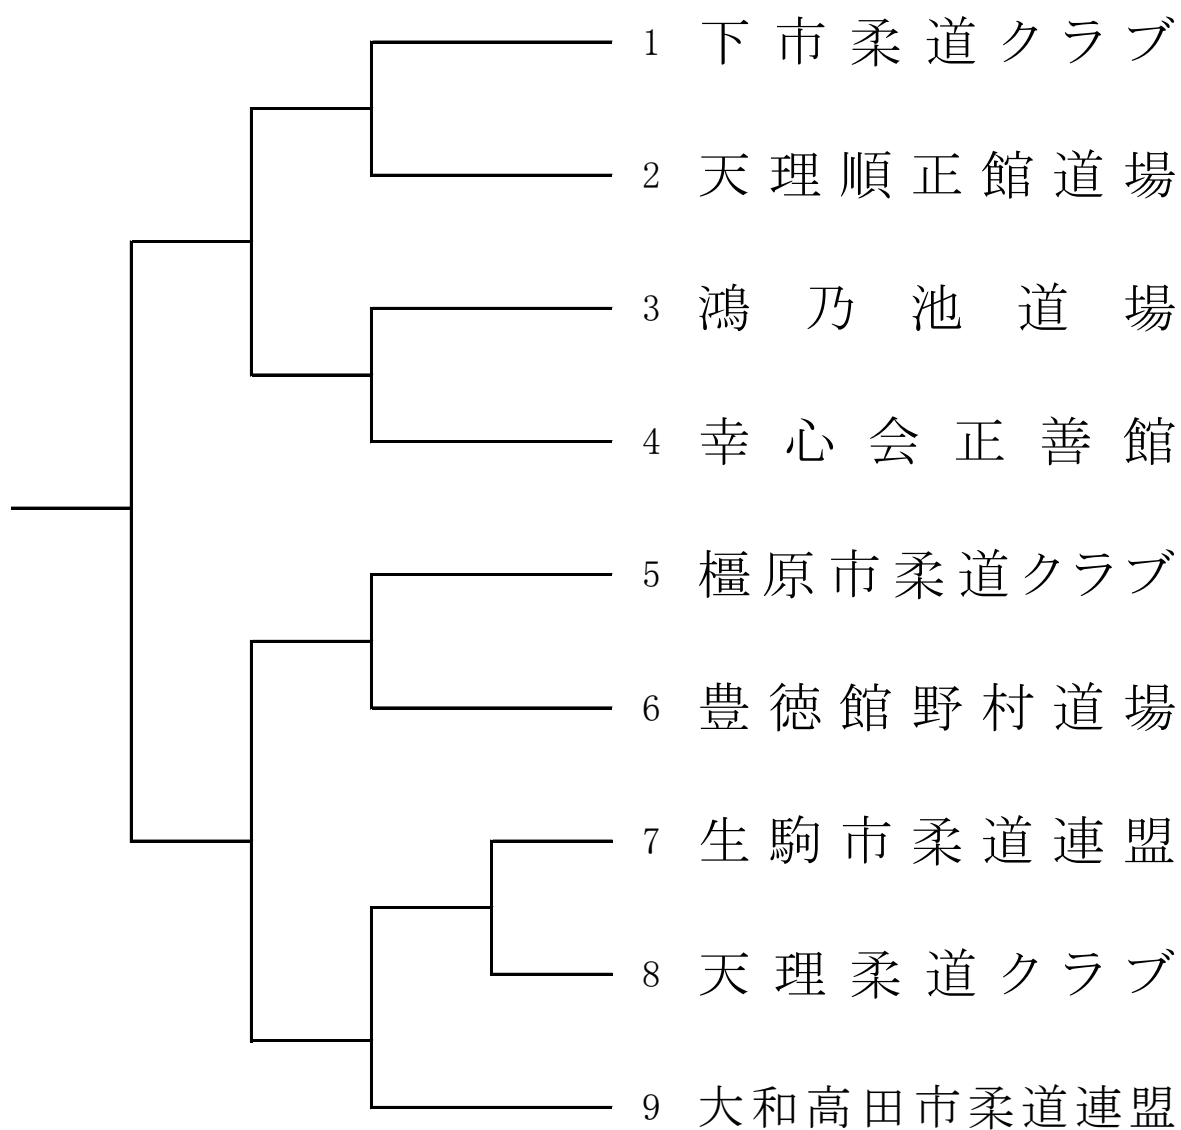 1 下市柔道クラブ
2 天理順正館道場
3 鴻乃池道場
4 幸心会正善館
5 橿原市柔道クラブ
6 豊徳館野村道場
7 生駒市柔道連盟
8 天理柔道クラブ
9 大和高田市柔道連盟